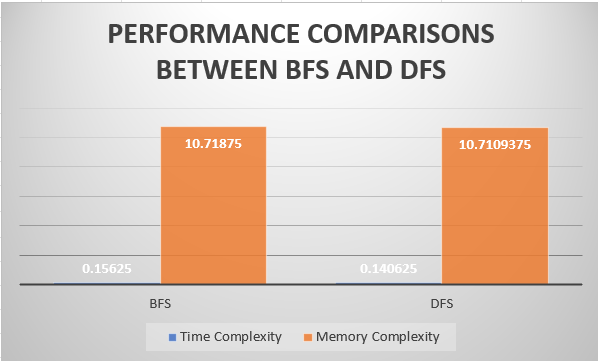 PERFORMANCE COMPARISONS
BETWEEN BFS AND DFS
10.71875
10.7109375
0.15625
0.140625
BFS
DFS
Time Complexity
Memory Complexity